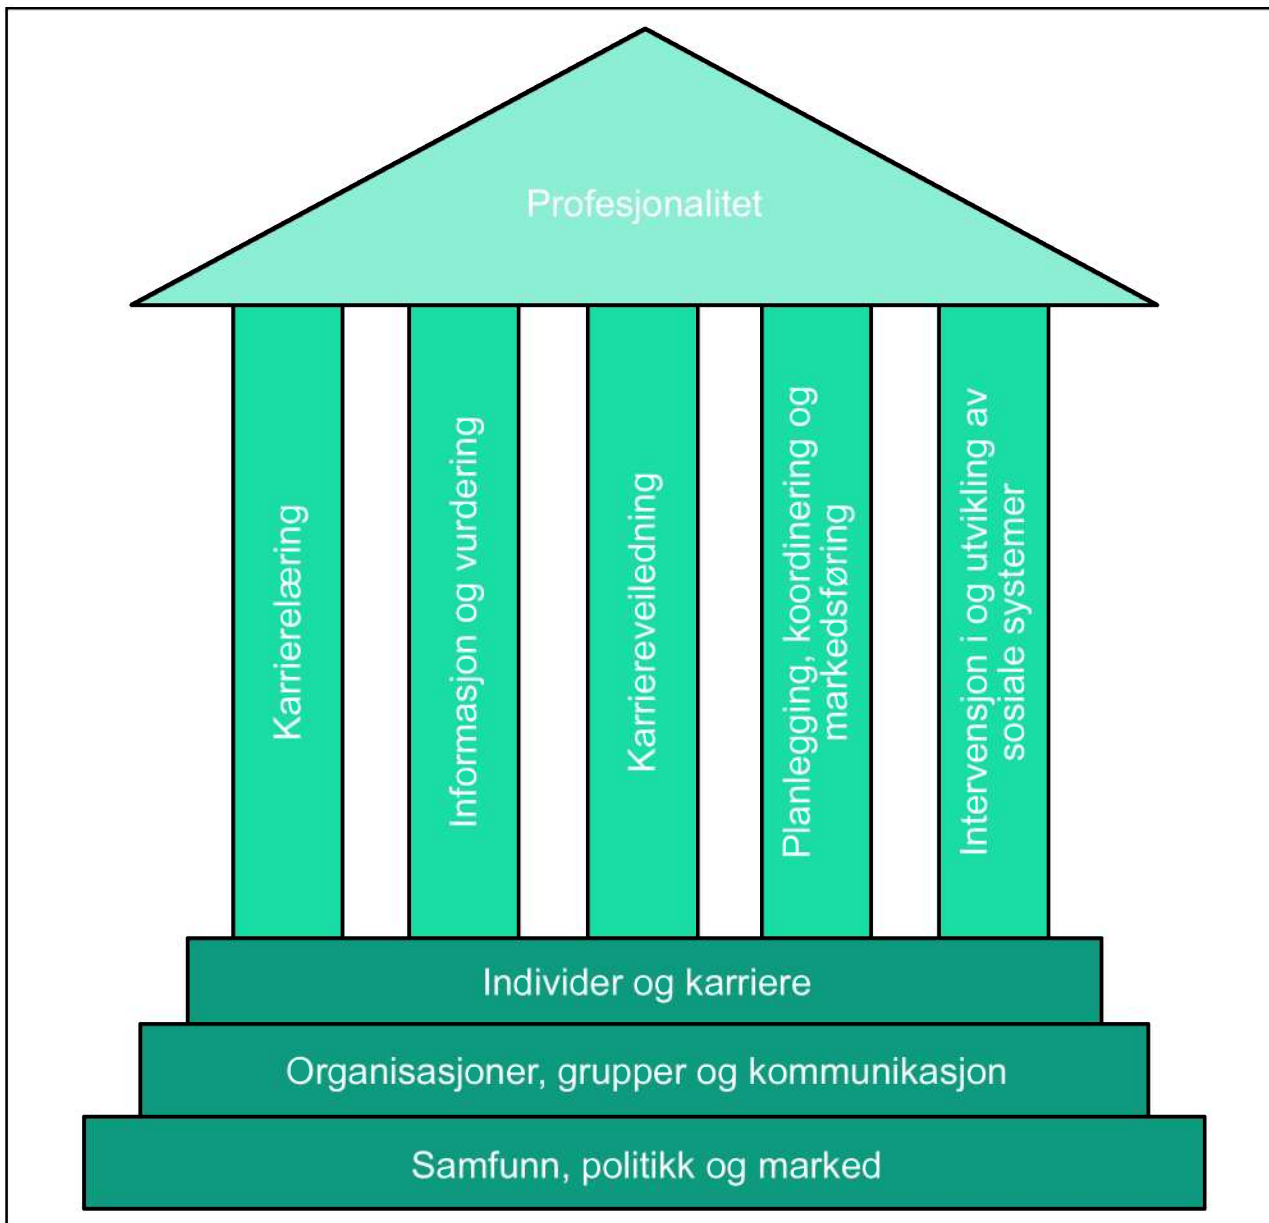 Profesjonalitet
Karrierelæring
Informasjon og vurdering
Karriereveiledning
Planlegging, koordinering og
markedsføring
Intervensjon i og utvikling av
sosiale systemer
Individer og karriere
Organisasjoner, grupper og kommunikasjon
Samfunn, politikk og marked